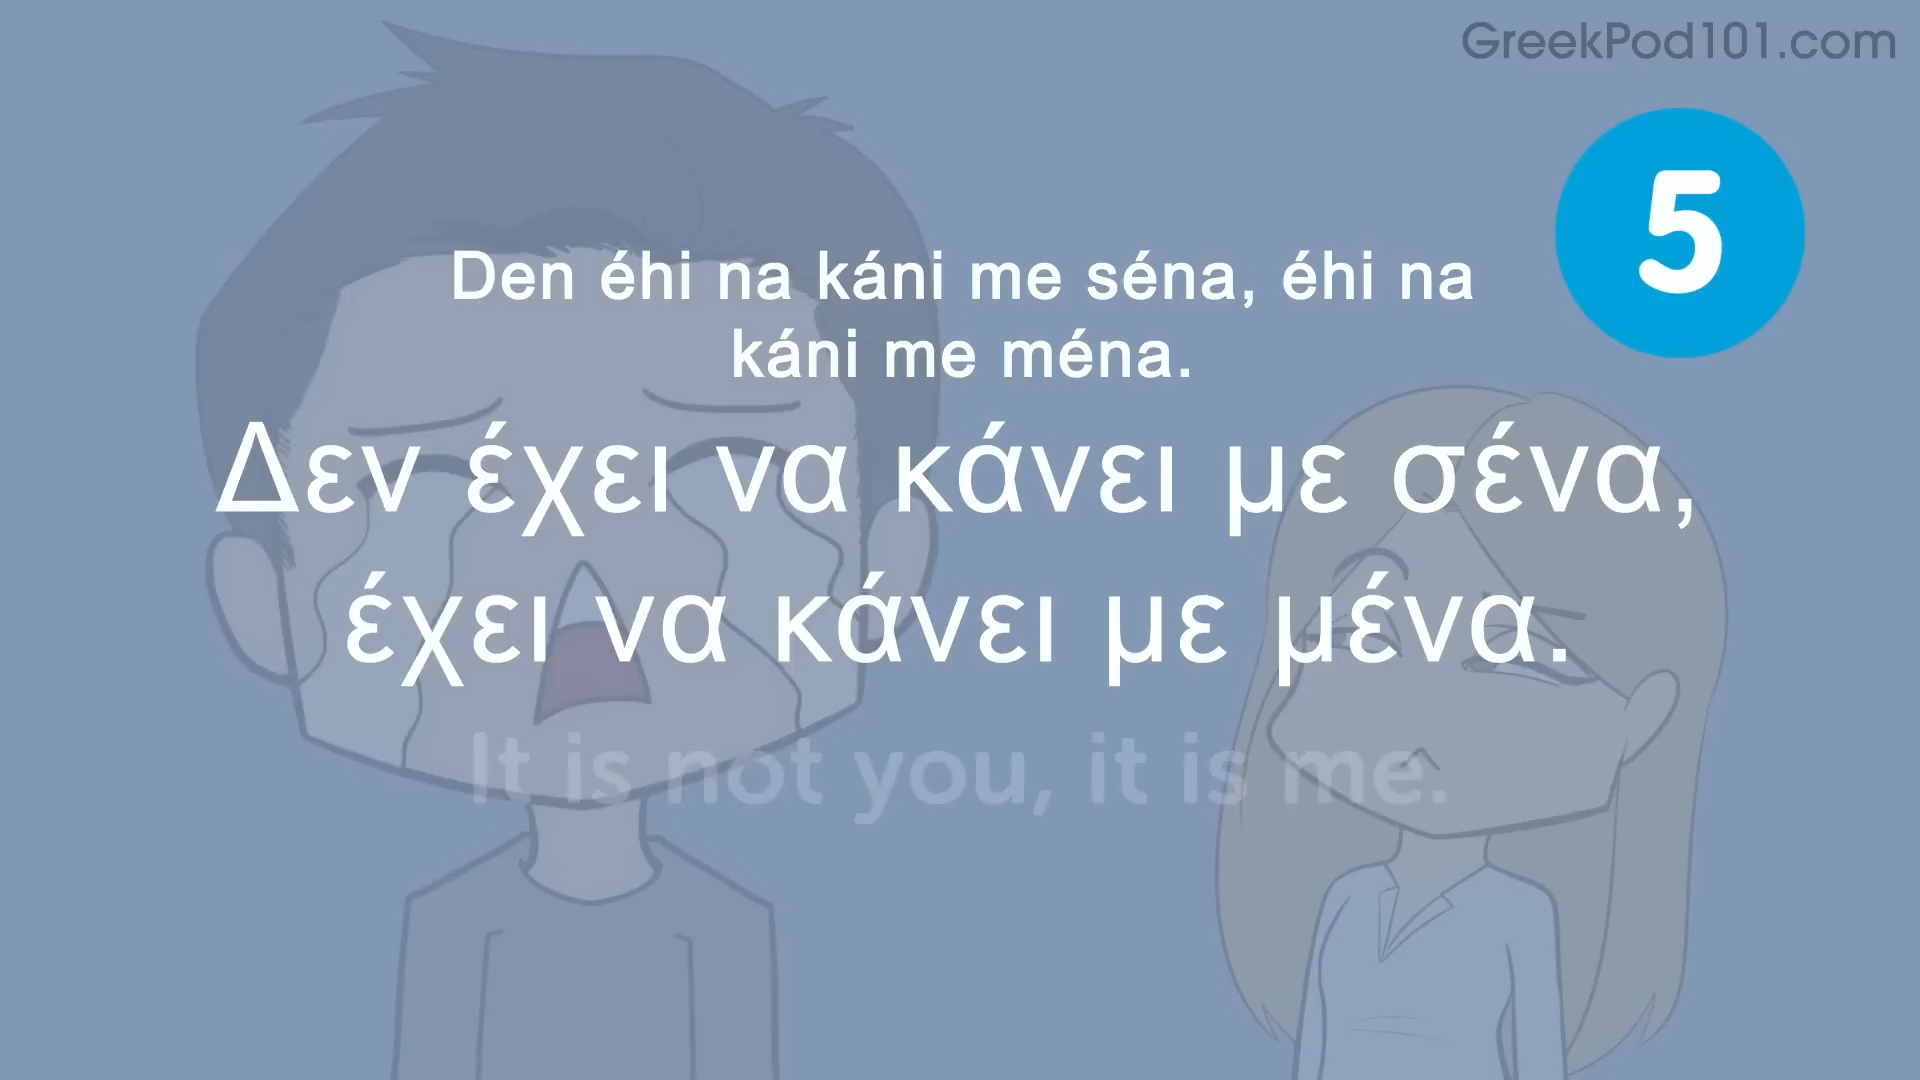 GreekPod101.com
5
Den éhi na káni me séna, éhi na
káni me ména.
Δεν έχει να κάνει με σένα,
έχει να κάνει με μένα.
It is not you, it is me.